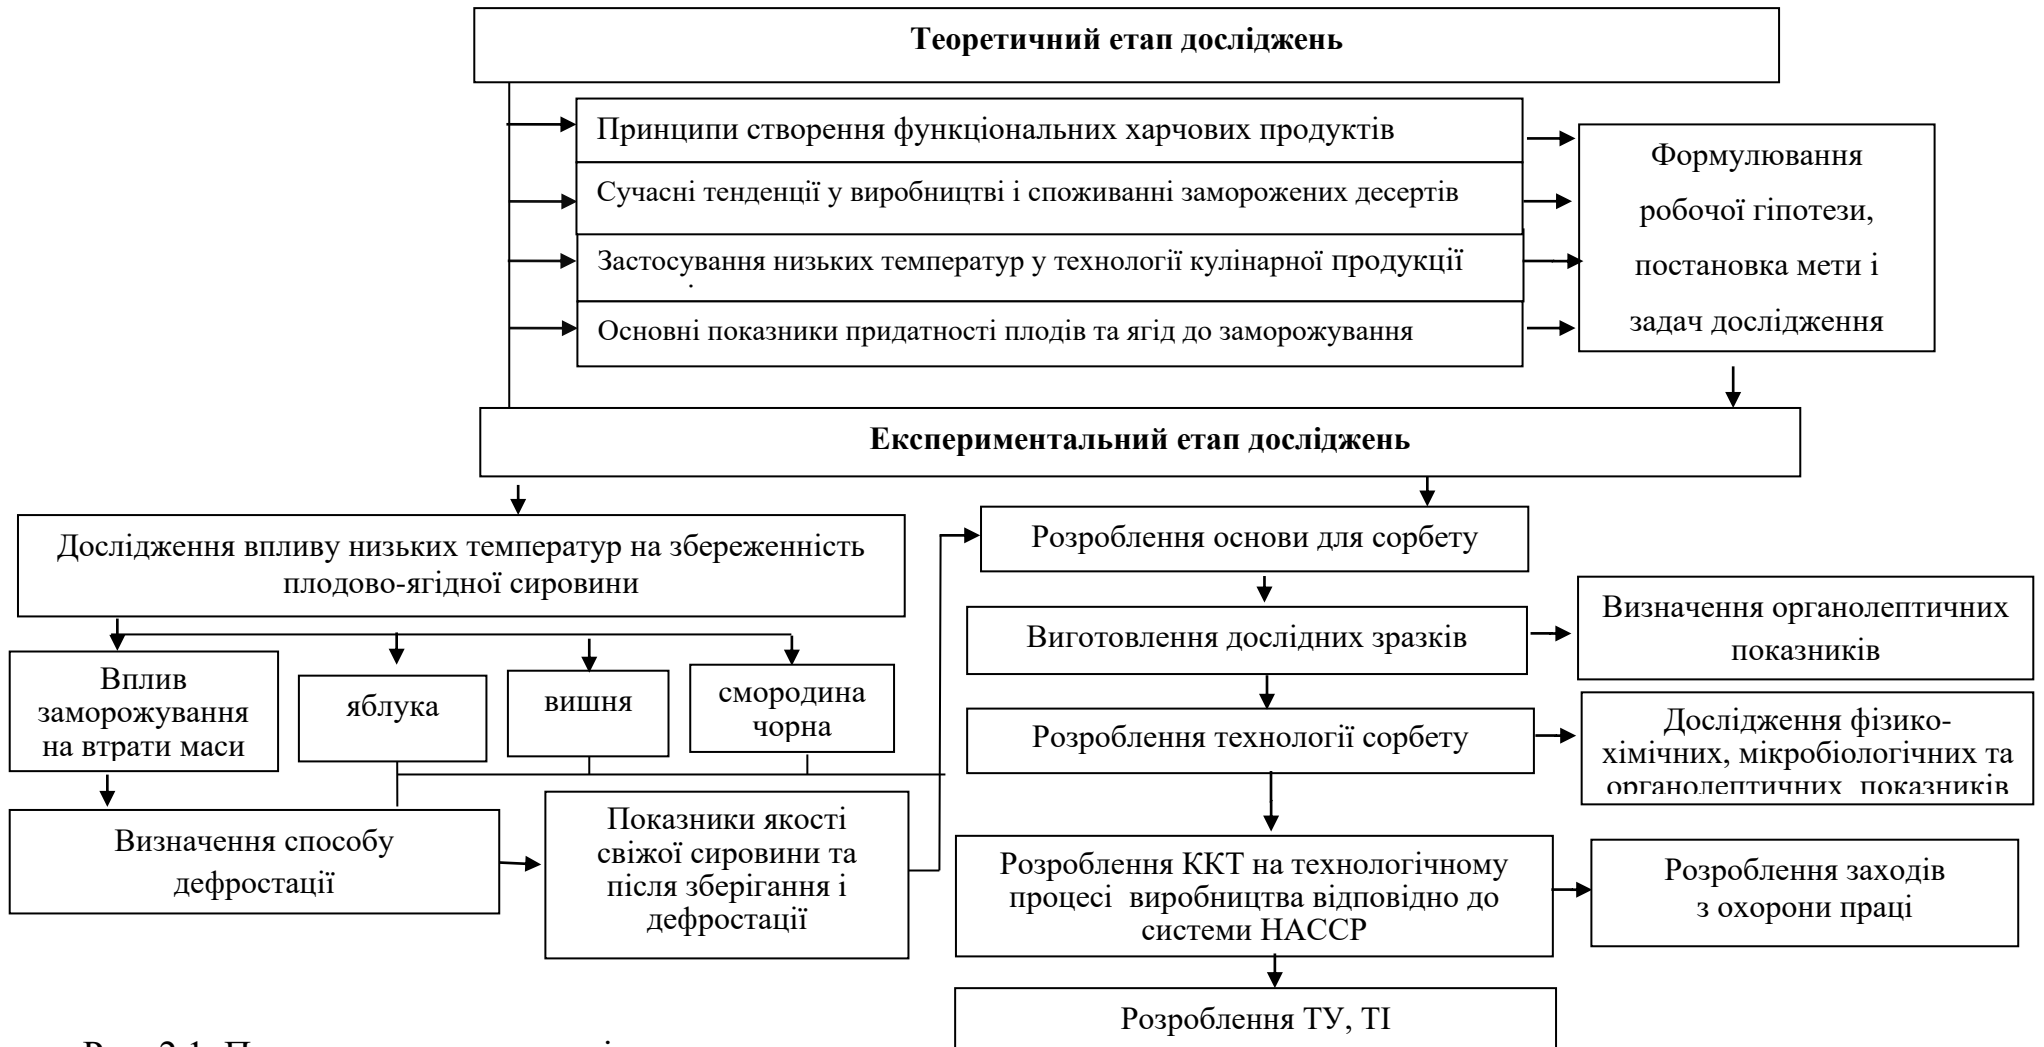 Теоретичний етап досліджень
Принципи створення функціональних харчових продуктів
Сучасні тенденції у виробництві і споживанні заморожених десертів
Застосування низьких температур у технології кулінарної продукції
Основні показники придатності плодів та ягід до заморожування
Формулювання
робочої гіпотези,
постановка мети і
задач дослідження
Експериментальний етап досліджень
Дослідження впливу низьких температур на збереженність
плодово-ягідної сировини
Вплив
заморожування
на втрати маси
яблука
вишня
смородина
чорна
Визначення способу
дефростації
Показники якості
свіжої сировини та
після зберігання і
дефростації
Розроблення основи для сорбету
Виготовлення дослідних зразків
Визначення органолептичних
показників
Розроблення технології сорбету
Дослідження фізико-
хімічних, мікробіологічних та
органолептичних показників
Розроблення ККТ на технологічному
процесі виробництва відповідно до
системи НАССР
Розроблення заходів
з охорони праці
Розроблення ТУ, ТІ